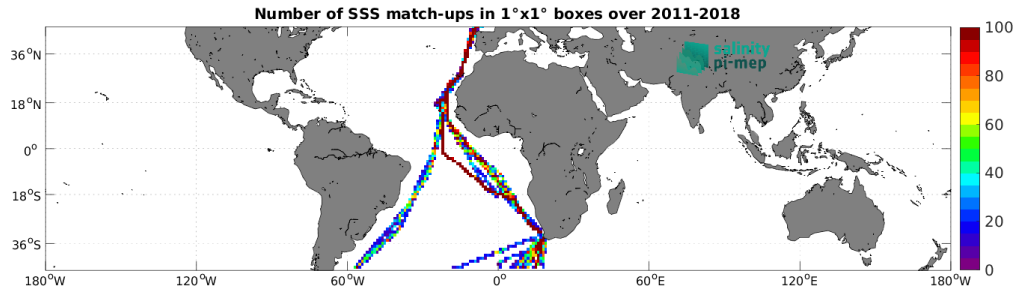 Number of SSS match-ups in 1°x1° boxes over 2011-2018
salinity
pi-mep
36°N
18°N
0°
18°S
36°S
180°W 120°W 60°W 0° 60°E 120°E 180°W
100
80
60
40
20
0